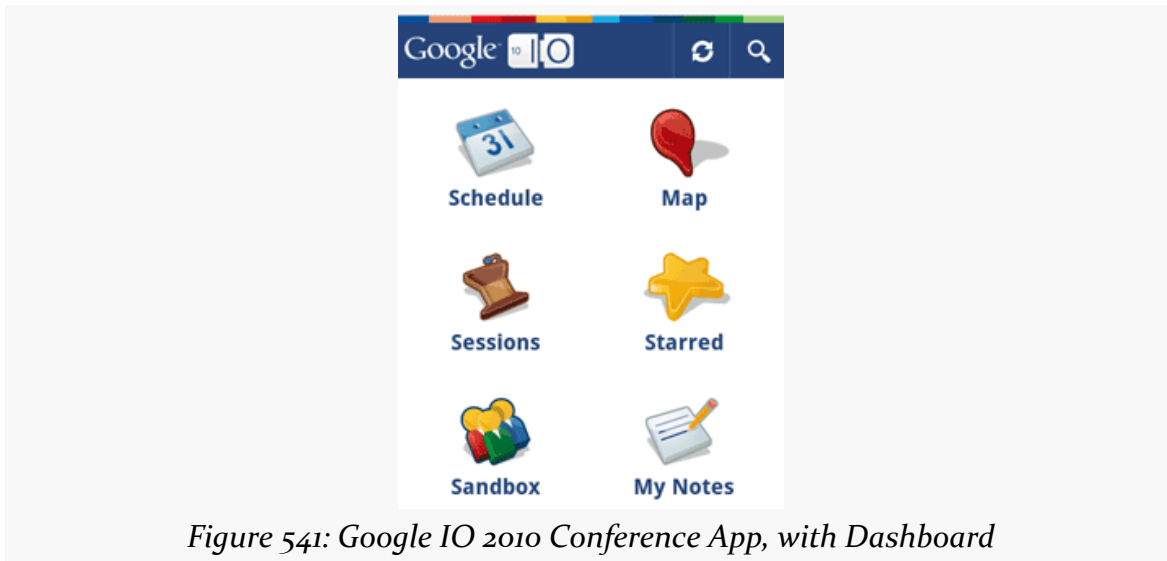 Google 10 IO
31
Schedule Map
Sessions Starred
Sandbox My Notes
Figure 541: Google IO 2010 Conference App, with Dashboard